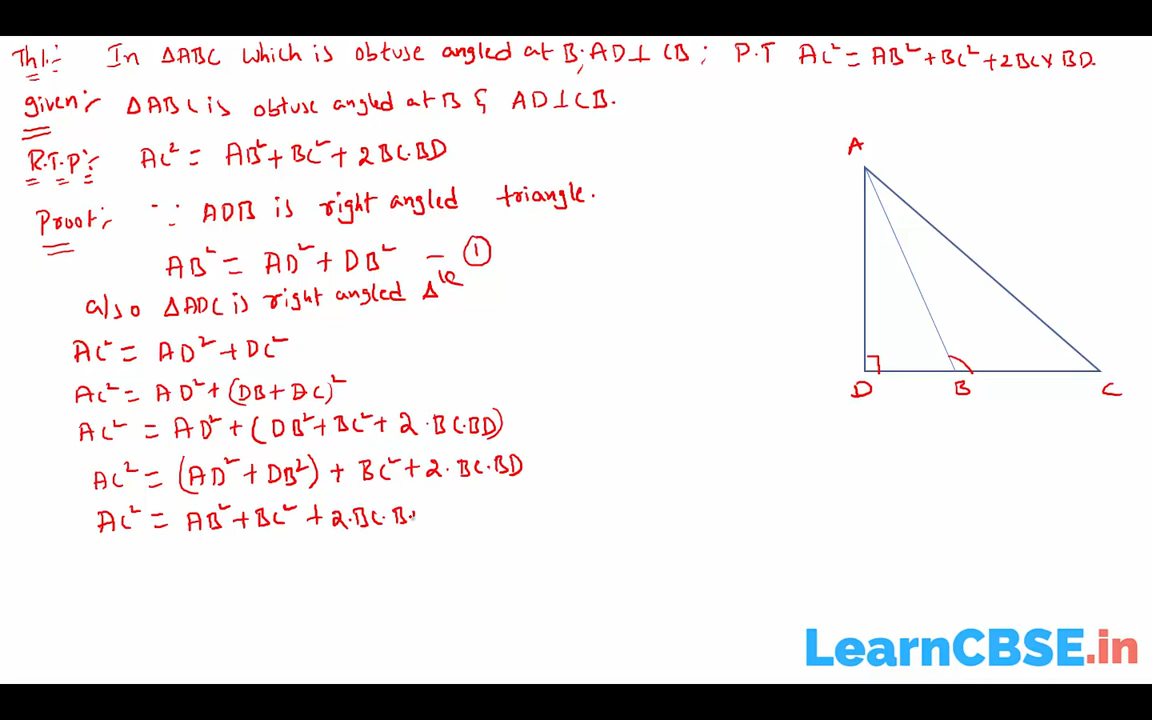 Th1:- In ΔABC which is obtuse angled at B; AD⊥CB; P.T AC² = AB² + BC² + 2BC × BD.
given:- ΔABC is obtuse angled at B & AD⊥CB.
R.T.P:- AC² = AB² + BC² + 2BC·BD
Proof:- ∵ ADB is right angled triangle.
AB² = AD² + DB² — ①
also ΔADC is right angled Δle
AC² = AD² + DC²
AC² = AD² + (DB + BC)²
AC² = AD² + (DB² + BC² + 2·BC·BD)
AC² = (AD² + DB²) + BC² + 2·BC·BD
AC² = AB² + BC² + 2·BC·B
A
D B C
LearnCBSE.in